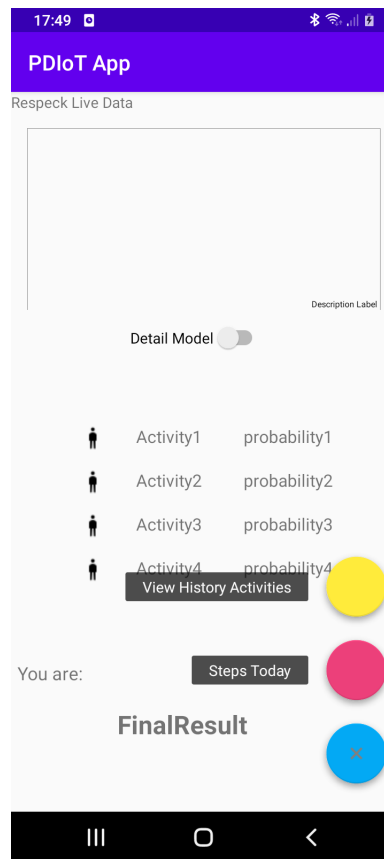 17:49
PDIoT App
Respeck Live Data
Description Label
Detail Model
Activity1 probability1
Activity2 probability2
Activity3 probability3
Activity4 probability4
View History Activities
You are:
Steps Today
FinalResult